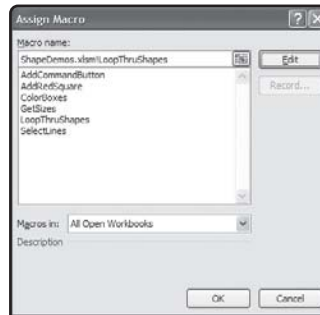 Assign Macro
Macro name:
ShapeDemos.xlsm!LoopThruShapes
Edit
AddCommandButton
Record...
AddRedSquare
ColorBoxes
GetSizes
LoopThruShapes
SelectLines
Macros in: All Open Workbooks
Description
OK
Cancel